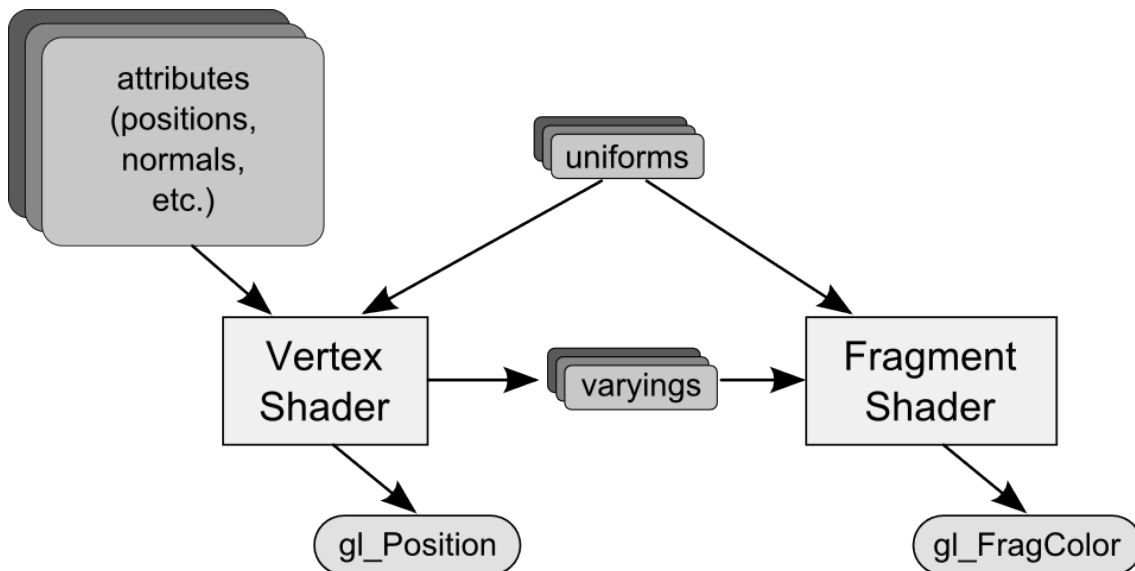 attributes
(positions,
normals,
etc.)
uniforms
Vertex
Shader
varyings
Fragment
Shader
gl_Position
gl_FragColor